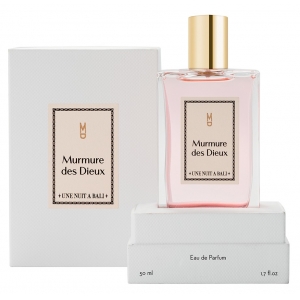 Murmure
des Dieux
UNE NUIT A BALI
Murmure
des Dieux
UNE NUIT A BALI
Eau de Parfum
50 ml
1.7 fl.oz